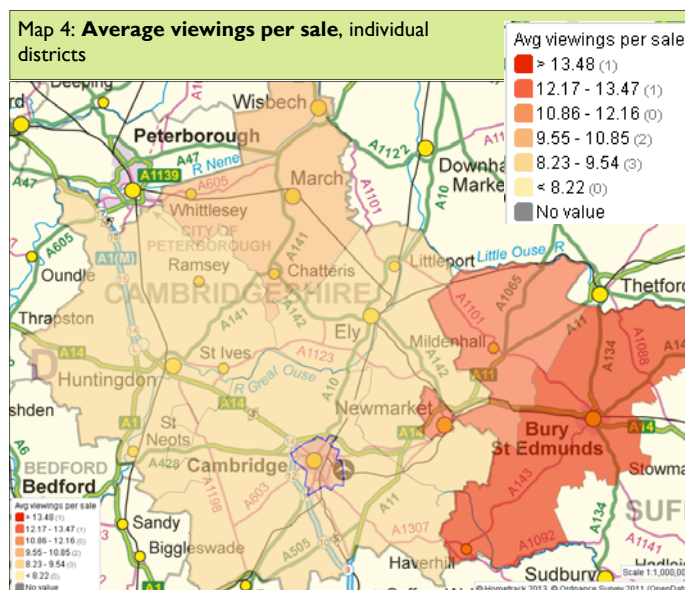 Map 4: Average viewings per sale, individual
districts
Avg viewings per sale
> 13.48 (1)
12.17 - 13.47 (1)
10.86 - 12.16 (0)
9.55 - 10.85 (2)
8.23 - 9.54 (3)
< 8.22 (0)
No value
Deeping
Wisbech
Peterborough
A47
R Nene
A1122
Downha
Market
A47
A1139
A605
March
A1101
A10
Whittlesey
CITY OF
PETERBOROUGH
A605
A1(M)
A141
Oundle
Ramsey
Chatteris
Littleport
Little Ouse R
Thetford
CAMBRIDGESHIRE
A1065
A11
Thrapston
A141
A142
Ely
A1101
Mildenhall
A134
A1088
A14
St Ives
A1123
A142
Huntingdon
R Great Ouse
A10
A11
A14
Newmarket
A1
St
Neots
A14
A14
Bury
St Edmunds
A6
BEDFORD
Bedford
A428
Cambridge
Stowma
A1198
A603
A11
A143
SUFF
Avg viewings per sale
> 13.48 (1)
12.17 - 13.47 (1)
10.86 - 12.16 (0)
9.55 - 10.85 (2)
8.23 - 9.54 (3)
< 8.22 (0)
No value
Sandy
Biggleswade
A1
A505
A1307
Haverhill
A1092
A134
A1141
Sudbury
Scale 1:1,000,00
© Hometrack 2013, © Ordnance Survey 2011 (OpenData